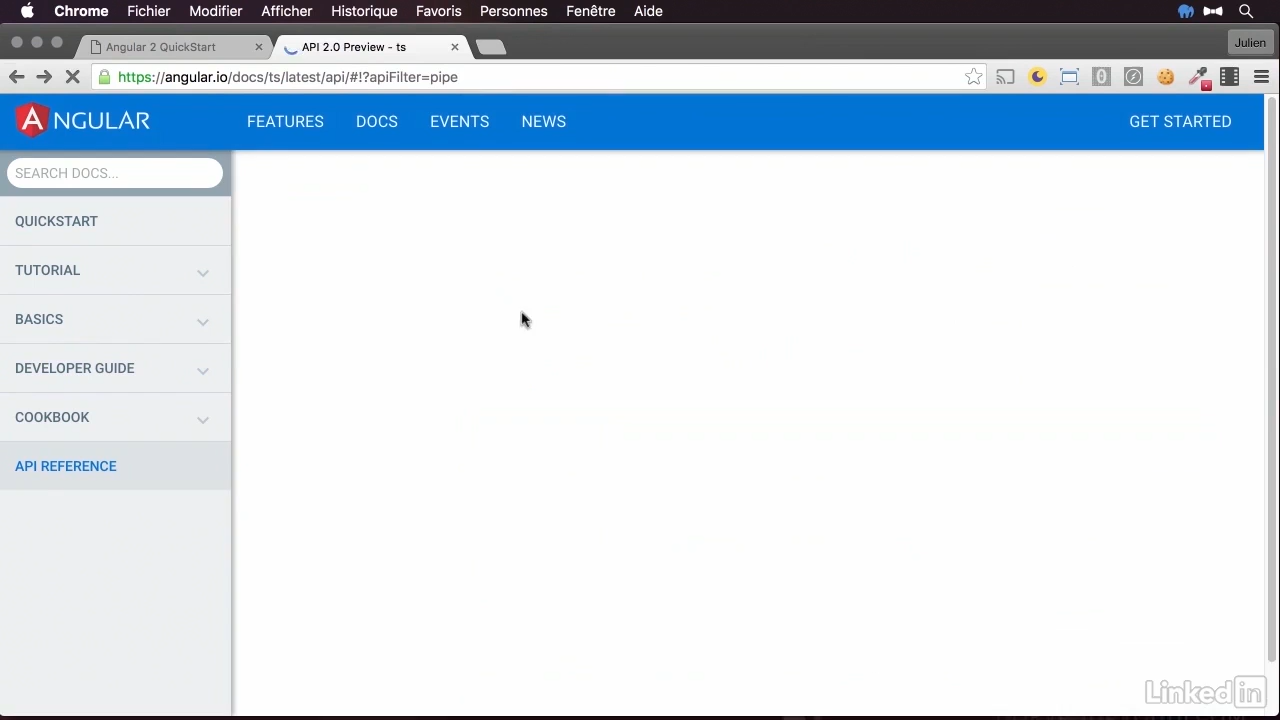 Chrome Fichier Modifier Afficher Historique Favoris Personnes Fenêtre Aide
Angular 2 QuickStart API 2.0 Preview - ts Julien
https://angular.io/docs/ts/latest/api/#!?apiFilter=pipe
ANGULAR FEATURES DOCS EVENTS NEWS GET STARTED
SEARCH DOCS...
QUICKSTART
TUTORIAL
BASICS
DEVELOPER GUIDE
COOKBOOK
API REFERENCE
Linked in